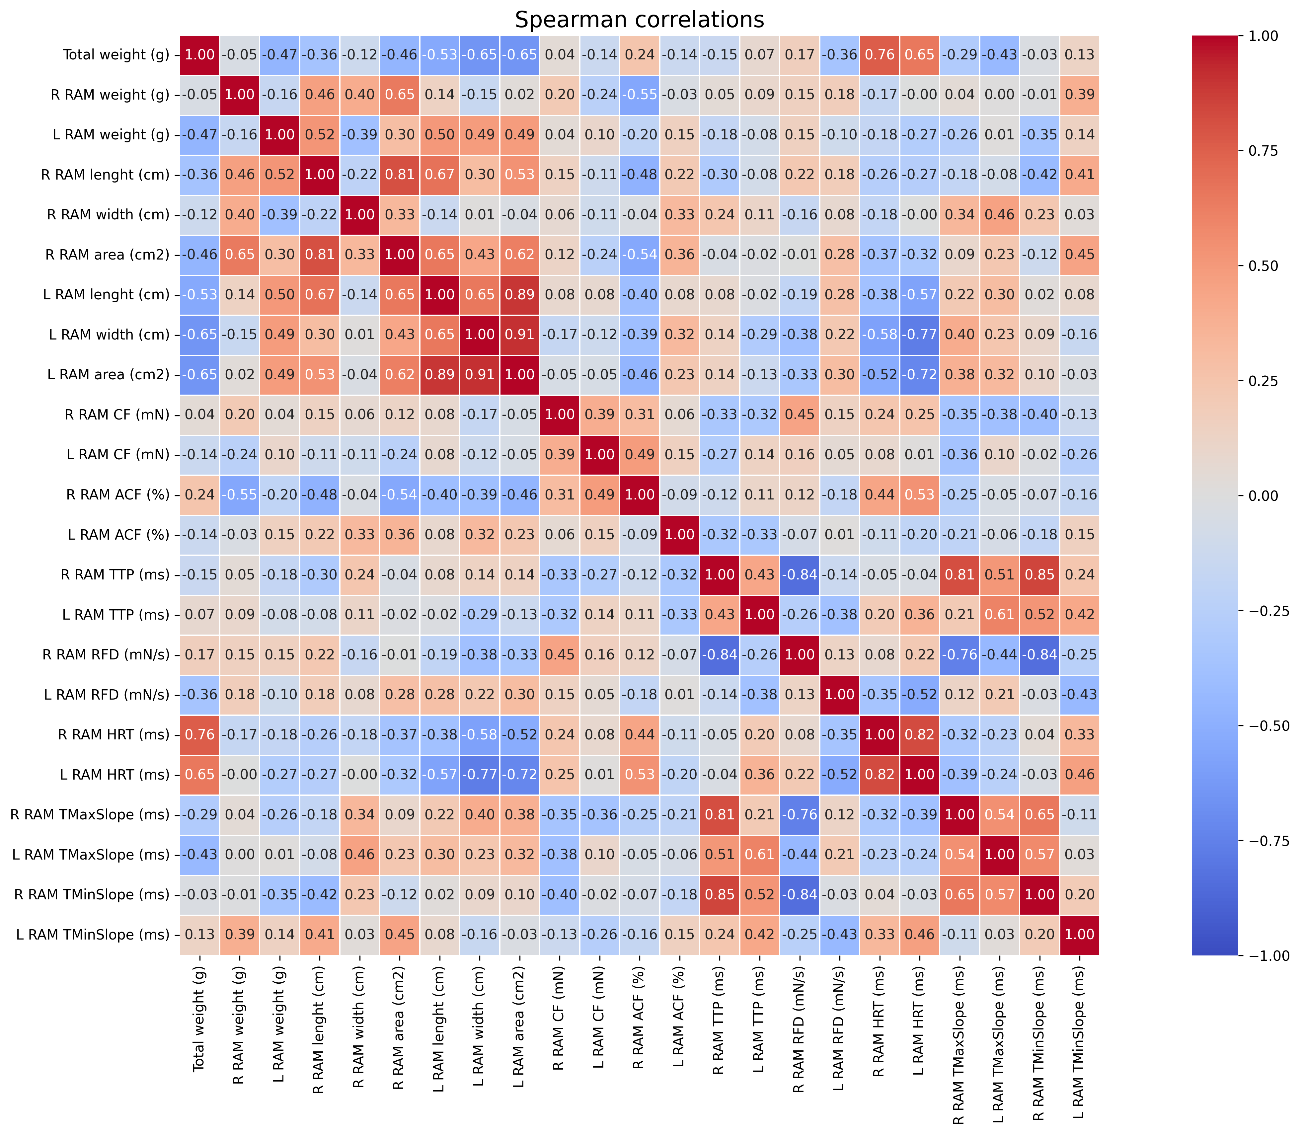 Spearman correlations
Total weight (g) 1.00 -0.05 -0.47 -0.36 -0.12 -0.46 -0.53 -0.65 -0.65 0.04 -0.14 0.24 -0.14 -0.15 0.07 0.17 -0.36 0.76 0.65 -0.29 -0.43 -0.03 0.13
R RAM weight (g) -0.05 1.00 -0.16 0.46 0.40 0.65 0.14 -0.15 0.02 0.20 -0.24 -0.55 -0.03 0.05 0.09 0.15 0.18 -0.17 -0.00 0.04 0.00 -0.01 0.39
L RAM weight (g) -0.47 -0.16 1.00 0.52 -0.39 0.30 0.50 0.49 0.49 0.04 0.10 -0.20 0.15 -0.18 -0.08 0.15 -0.10 -0.18 -0.27 -0.26 0.01 -0.35 0.14
R RAM lenght (cm) -0.36 0.46 0.52 1.00 -0.22 0.81 0.67 0.30 0.53 0.15 -0.11 -0.48 0.22 -0.30 -0.08 0.22 0.18 -0.26 -0.27 -0.18 -0.08 -0.42 0.41
R RAM width (cm) -0.12 0.40 -0.39 -0.22 1.00 0.33 -0.14 0.01 -0.04 0.06 -0.11 -0.04 0.33 0.24 0.11 -0.16 0.08 -0.18 -0.00 0.34 0.46 0.23 0.03
R RAM area (cm2) -0.46 0.65 0.30 0.81 0.33 1.00 0.65 0.43 0.62 0.12 -0.24 -0.54 0.36 -0.04 -0.02 -0.01 0.28 -0.37 -0.32 0.09 0.23 -0.12 0.45
L RAM lenght (cm) -0.53 0.14 0.50 0.67 -0.14 0.65 1.00 0.65 0.89 0.08 0.08 -0.40 0.08 0.08 -0.02 -0.19 0.28 -0.38 -0.57 0.22 0.30 0.02 0.08
L RAM width (cm) -0.65 -0.15 0.49 0.30 0.01 0.43 0.65 1.00 0.91 -0.17 -0.12 -0.39 0.32 0.14 -0.29 -0.38 0.22 -0.58 -0.77 0.40 0.23 0.09 -0.16
L RAM area (cm2) -0.65 0.02 0.49 0.53 -0.04 0.62 0.89 0.91 1.00 -0.05 -0.05 -0.46 0.23 0.14 -0.13 -0.33 0.30 -0.52 -0.72 0.38 0.32 0.10 -0.03
R RAM CF (mN) 0.04 0.20 0.04 0.15 0.06 0.12 0.08 -0.17 -0.05 1.00 0.39 0.31 0.06 -0.33 -0.32 0.45 0.15 0.24 0.25 -0.35 -0.38 -0.40 -0.13
L RAM CF (mN) -0.14 -0.24 0.10 -0.11 -0.11 -0.24 0.08 -0.12 -0.05 0.39 1.00 0.49 0.15 -0.27 0.14 0.16 0.05 0.08 0.01 -0.36 0.10 -0.02 -0.26
R RAM ACF (%) 0.24 -0.55 -0.20 -0.48 -0.04 -0.54 -0.40 -0.39 -0.46 0.31 0.49 1.00 -0.09 -0.12 0.11 0.12 -0.18 0.44 0.53 -0.25 -0.05 -0.07 -0.16
L RAM ACF (%) -0.14 -0.03 0.15 0.22 0.33 0.36 0.08 0.32 0.23 0.06 0.15 -0.09 1.00 -0.32 -0.33 -0.07 0.01 -0.11 -0.20 -0.21 -0.06 -0.18 0.15
R RAM TTP (ms) -0.15 0.05 -0.18 -0.30 0.24 -0.04 0.08 0.14 0.14 -0.33 -0.27 -0.12 -0.32 1.00 0.43 -0.84 -0.14 -0.05 -0.04 0.81 0.51 0.85 0.24
L RAM TTP (ms) 0.07 0.09 -0.08 -0.08 0.11 -0.02 -0.02 -0.29 -0.13 -0.32 0.14 0.11 -0.33 0.43 1.00 -0.26 -0.38 0.20 0.36 0.21 0.61 0.52 0.42
R RAM RFD (mN/s) 0.17 0.15 0.15 0.22 -0.16 -0.01 -0.19 -0.38 -0.33 0.45 0.16 0.12 -0.07 -0.84 -0.26 1.00 0.13 0.08 0.22 -0.76 -0.44 -0.84 -0.25
L RAM RFD (mN/s) -0.36 0.18 -0.10 0.18 0.08 0.28 0.28 0.22 0.30 0.15 0.05 -0.18 0.01 -0.14 -0.38 0.13 1.00 -0.35 -0.52 0.12 0.21 -0.03 -0.43
R RAM HRT (ms) 0.76 -0.17 -0.18 -0.26 -0.18 -0.37 -0.38 -0.58 -0.52 0.24 0.08 0.44 -0.11 -0.05 0.20 0.08 -0.35 1.00 0.82 -0.32 -0.23 0.04 0.33
L RAM HRT (ms) 0.65 -0.00 -0.27 -0.27 -0.00 -0.32 -0.57 -0.77 -0.72 0.25 0.01 0.53 -0.20 -0.04 0.36 0.22 -0.52 0.82 1.00 -0.39 -0.24 -0.03 0.46
R RAM TMaxSlope (ms) -0.29 0.04 -0.26 -0.18 0.34 0.09 0.22 0.40 0.38 -0.35 -0.36 -0.25 -0.21 0.81 0.21 -0.76 0.12 -0.32 -0.39 1.00 0.54 0.65 -0.11
L RAM TMaxSlope (ms) -0.43 0.00 0.01 -0.08 0.46 0.23 0.30 0.23 0.32 -0.38 0.10 -0.05 -0.06 0.51 0.61 -0.44 0.21 -0.23 -0.24 0.54 1.00 0.57 0.03
R RAM TMinSlope (ms) -0.03 -0.01 -0.35 -0.42 0.23 -0.12 0.02 0.09 0.10 -0.40 -0.02 -0.07 -0.18 0.85 0.52 -0.84 -0.03 0.04 -0.03 0.65 0.57 1.00 0.20
L RAM TMinSlope (ms) 0.13 0.39 0.14 0.41 0.03 0.45 0.08 -0.16 -0.03 -0.13 -0.26 -0.16 0.15 0.24 0.42 -0.25 -0.43 0.33 0.46 -0.11 0.03 0.20 1.00
Total weight (g)
R RAM weight (g)
L RAM weight (g)
R RAM lenght (cm)
R RAM width (cm)
R RAM area (cm2)
L RAM lenght (cm)
L RAM width (cm)
L RAM area (cm2)
R RAM CF (mN)
L RAM CF (mN)
R RAM ACF (%)
L RAM ACF (%)
R RAM TTP (ms)
L RAM TTP (ms)
R RAM RFD (mN/s)
L RAM RFD (mN/s)
R RAM HRT (ms)
L RAM HRT (ms)
R RAM TMaxSlope (ms)
L RAM TMaxSlope (ms)
R RAM TMinSlope (ms)
L RAM TMinSlope (ms)
1.00
0.75
0.50
0.25
0.00
−0.25
−0.50
−0.75
−1.00